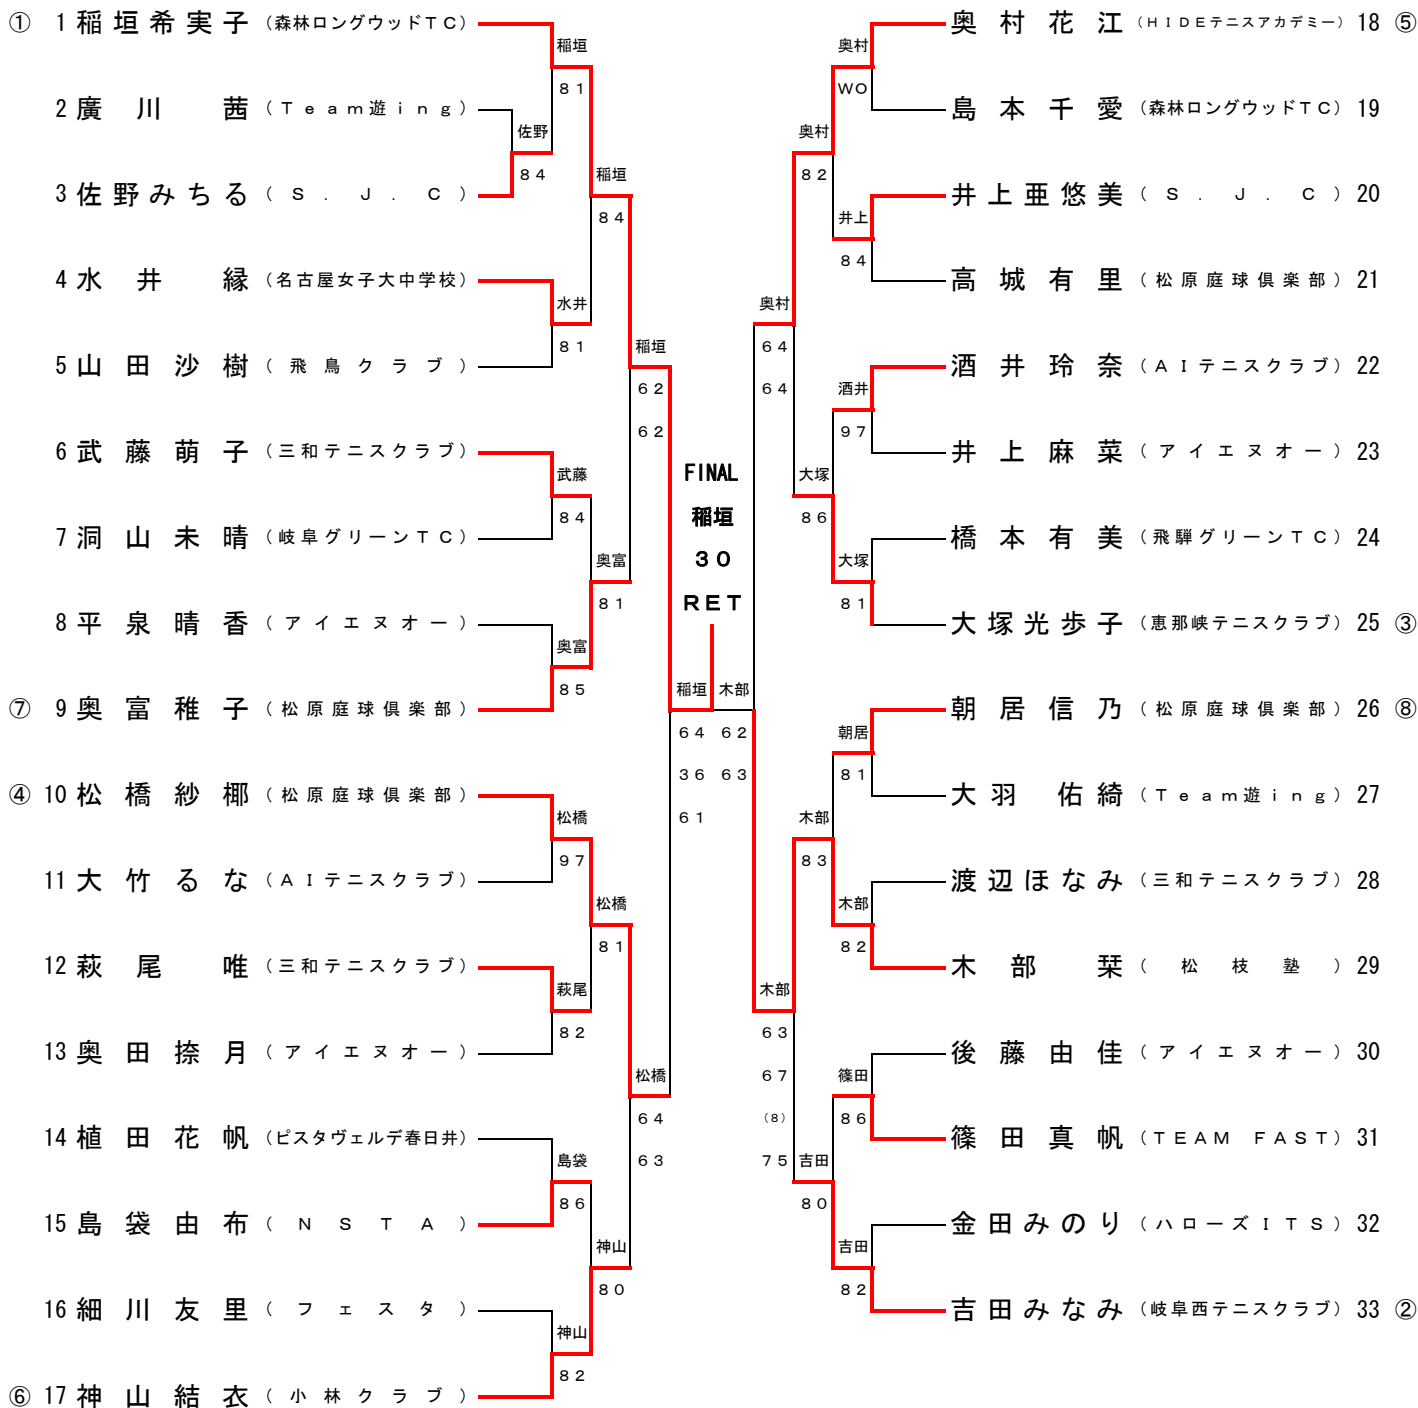 ① 1 稲垣希実子 (森林ロングウッドTC)
稲垣
81
2 廣川 茜 (Team遊ing)
佐野
84
3 佐野みちる (S.J.C)
稲垣
84
4 水井 縁 (名古屋女子大中学校)
水井
81
5 山田沙樹 (飛鳥クラブ)
稲垣
62
62
6 武藤萌子 (三和テニスクラブ)
武藤
84
7 洞山未晴 (岐阜グリーンTC)
奥富
81
8 平泉晴香 (アイエヌオー)
奥富
85
⑦ 9 奥富稚子 (松原庭球倶楽部)
④ 10 松橋紗椰 (松原庭球倶楽部)
松橋
97
11 大竹るな (AIテニスクラブ)
松橋
81
12 萩尾 唯 (三和テニスクラブ)
萩尾
82
13 奥田捺月 (アイエヌオー)
松橋
64
63
14 植田花帆 (ピスタヴェルデ春日井)
島袋
86
15 島袋由布 (NSTA)
神山
80
16 細川友里 (フェスタ)
神山
82
⑥ 17 神山結衣 (小林クラブ)
FINAL
稲垣
30
RET
稲垣 木部
64 62
36 63
61
奥村花江 (HIDEテニスアカデミー) 18 ⑤
奥村
WO
島本千愛 (森林ロングウッドTC) 19
奥村
82
井上亜悠美 (S.J.C) 20
井上
84
高城有里 (松原庭球倶楽部) 21
奥村
64
64
酒井玲奈 (AIテニスクラブ) 22
酒井
97
井上麻菜 (アイエヌオー) 23
大塚
86
橋本有美 (飛騨グリーンTC) 24
大塚
81
大塚光歩子 (恵那峡テニスクラブ) 25 ③
朝居信乃 (松原庭球倶楽部) 26 ⑧
朝居
81
大羽 佑綺 (Team遊ing) 27
木部
83
渡辺ほなみ (三和テニスクラブ) 28
木部
82
木部 栞 (松枝塾) 29
木部
63
67
(8)
75
後藤由佳 (アイエヌオー) 30
篠田
86
篠田真帆 (TEAM FAST) 31
吉田
80
金田みのり (ハローズITS) 32
吉田
82
吉田みなみ (岐阜西テニスクラブ) 33 ②